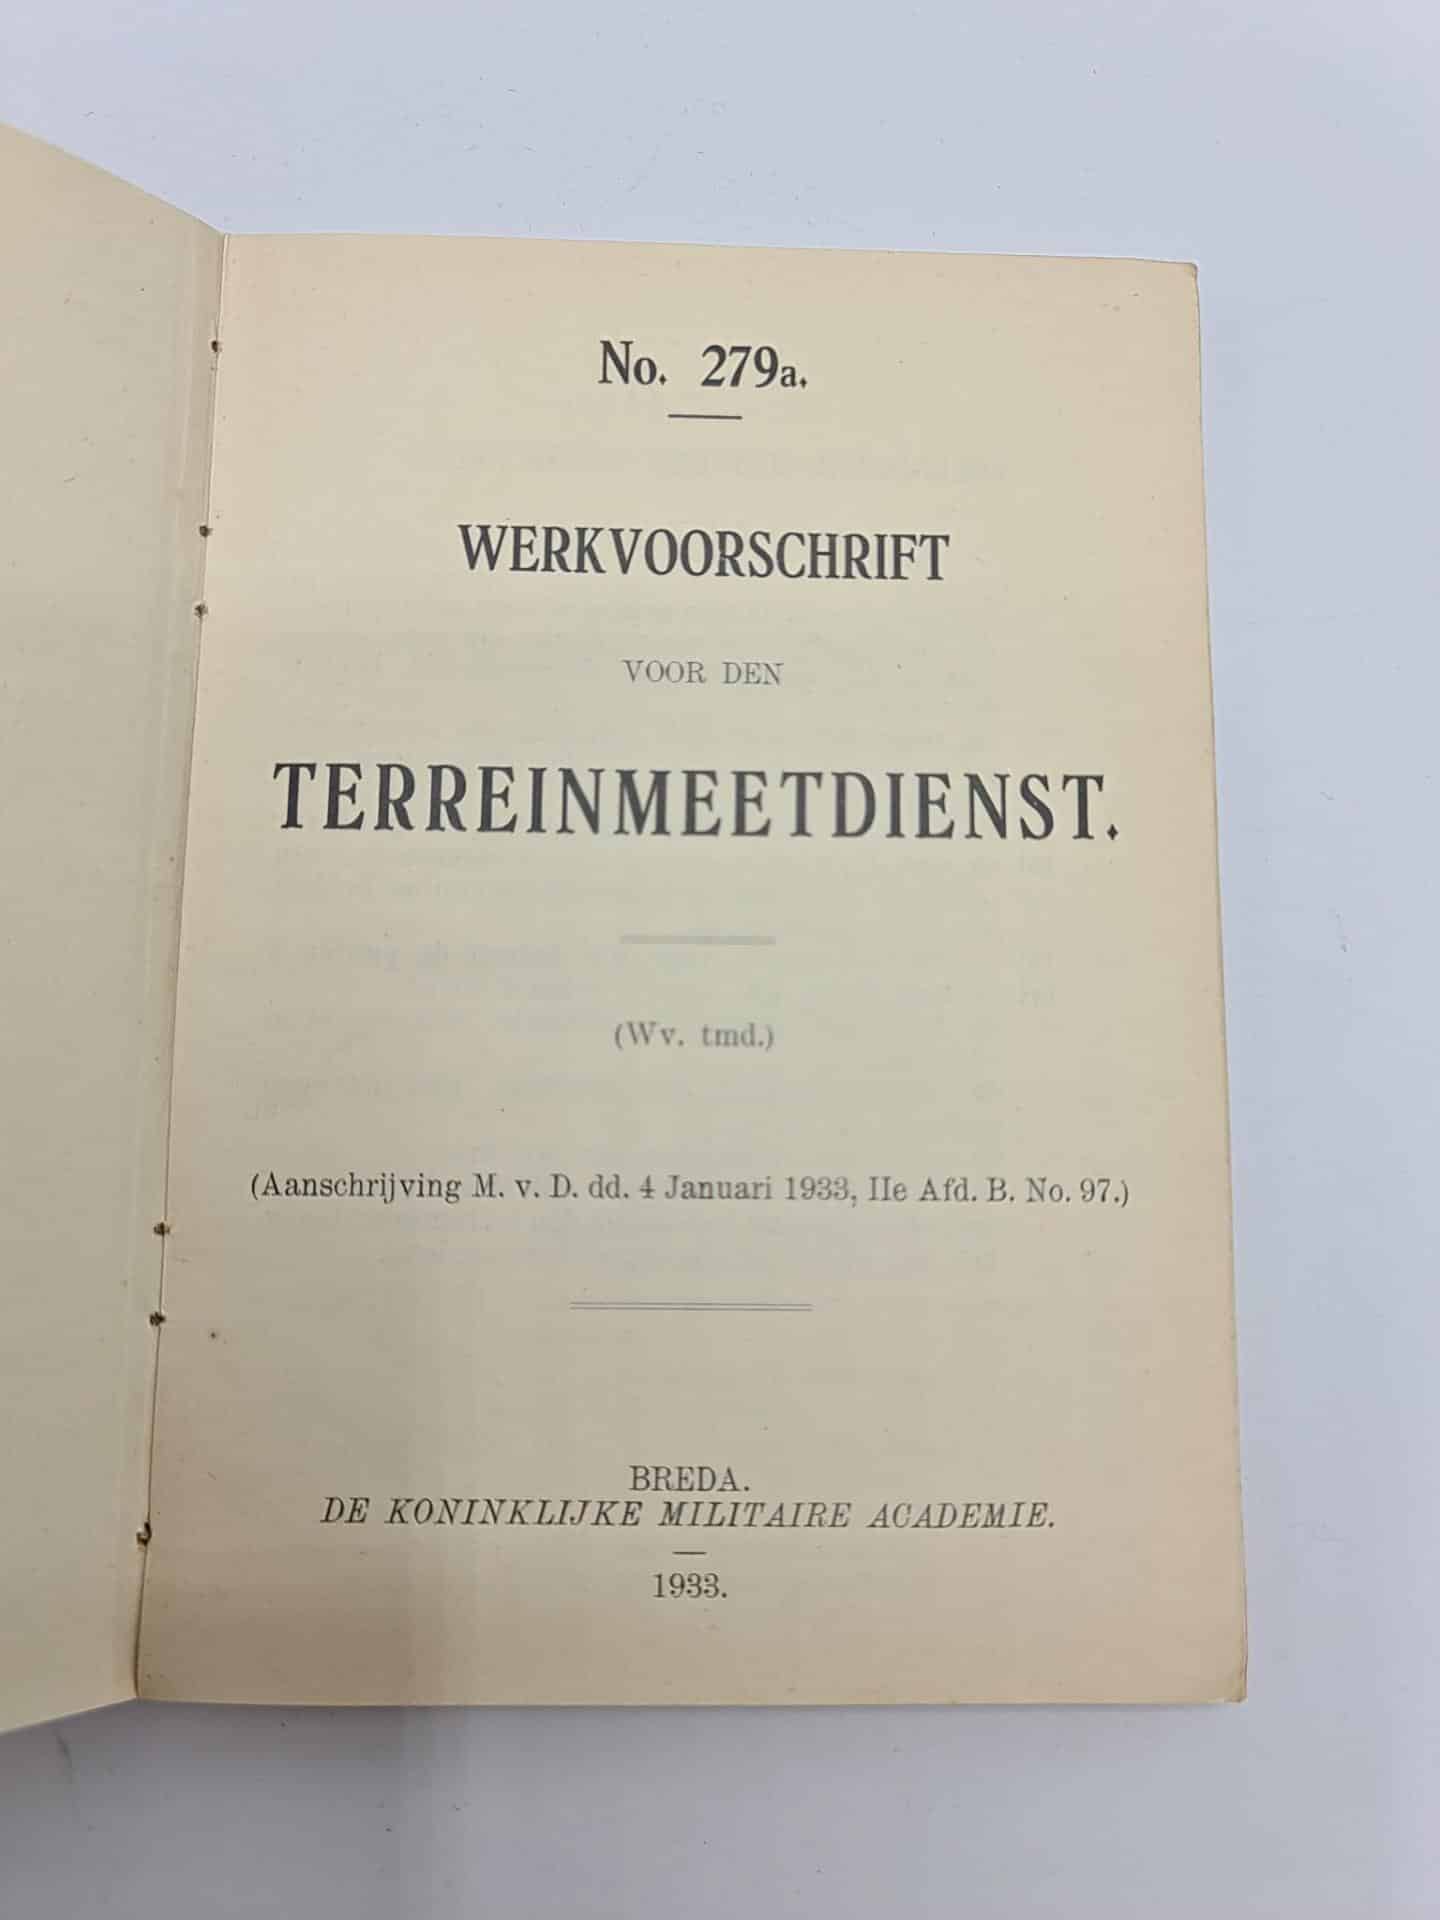 No. 279a.
WERKVOORSCHRIFT
VOOR DEN
TERREINMEETDIENST.
(Wv. tmd.)
(Aanschrijving M. v. D. dd. 4 Januari 1933, IIe Afd. B. No. 97.)
BREDA.
DE KONINKLIJKE MILITAIRE ACADEMIE.
1933.